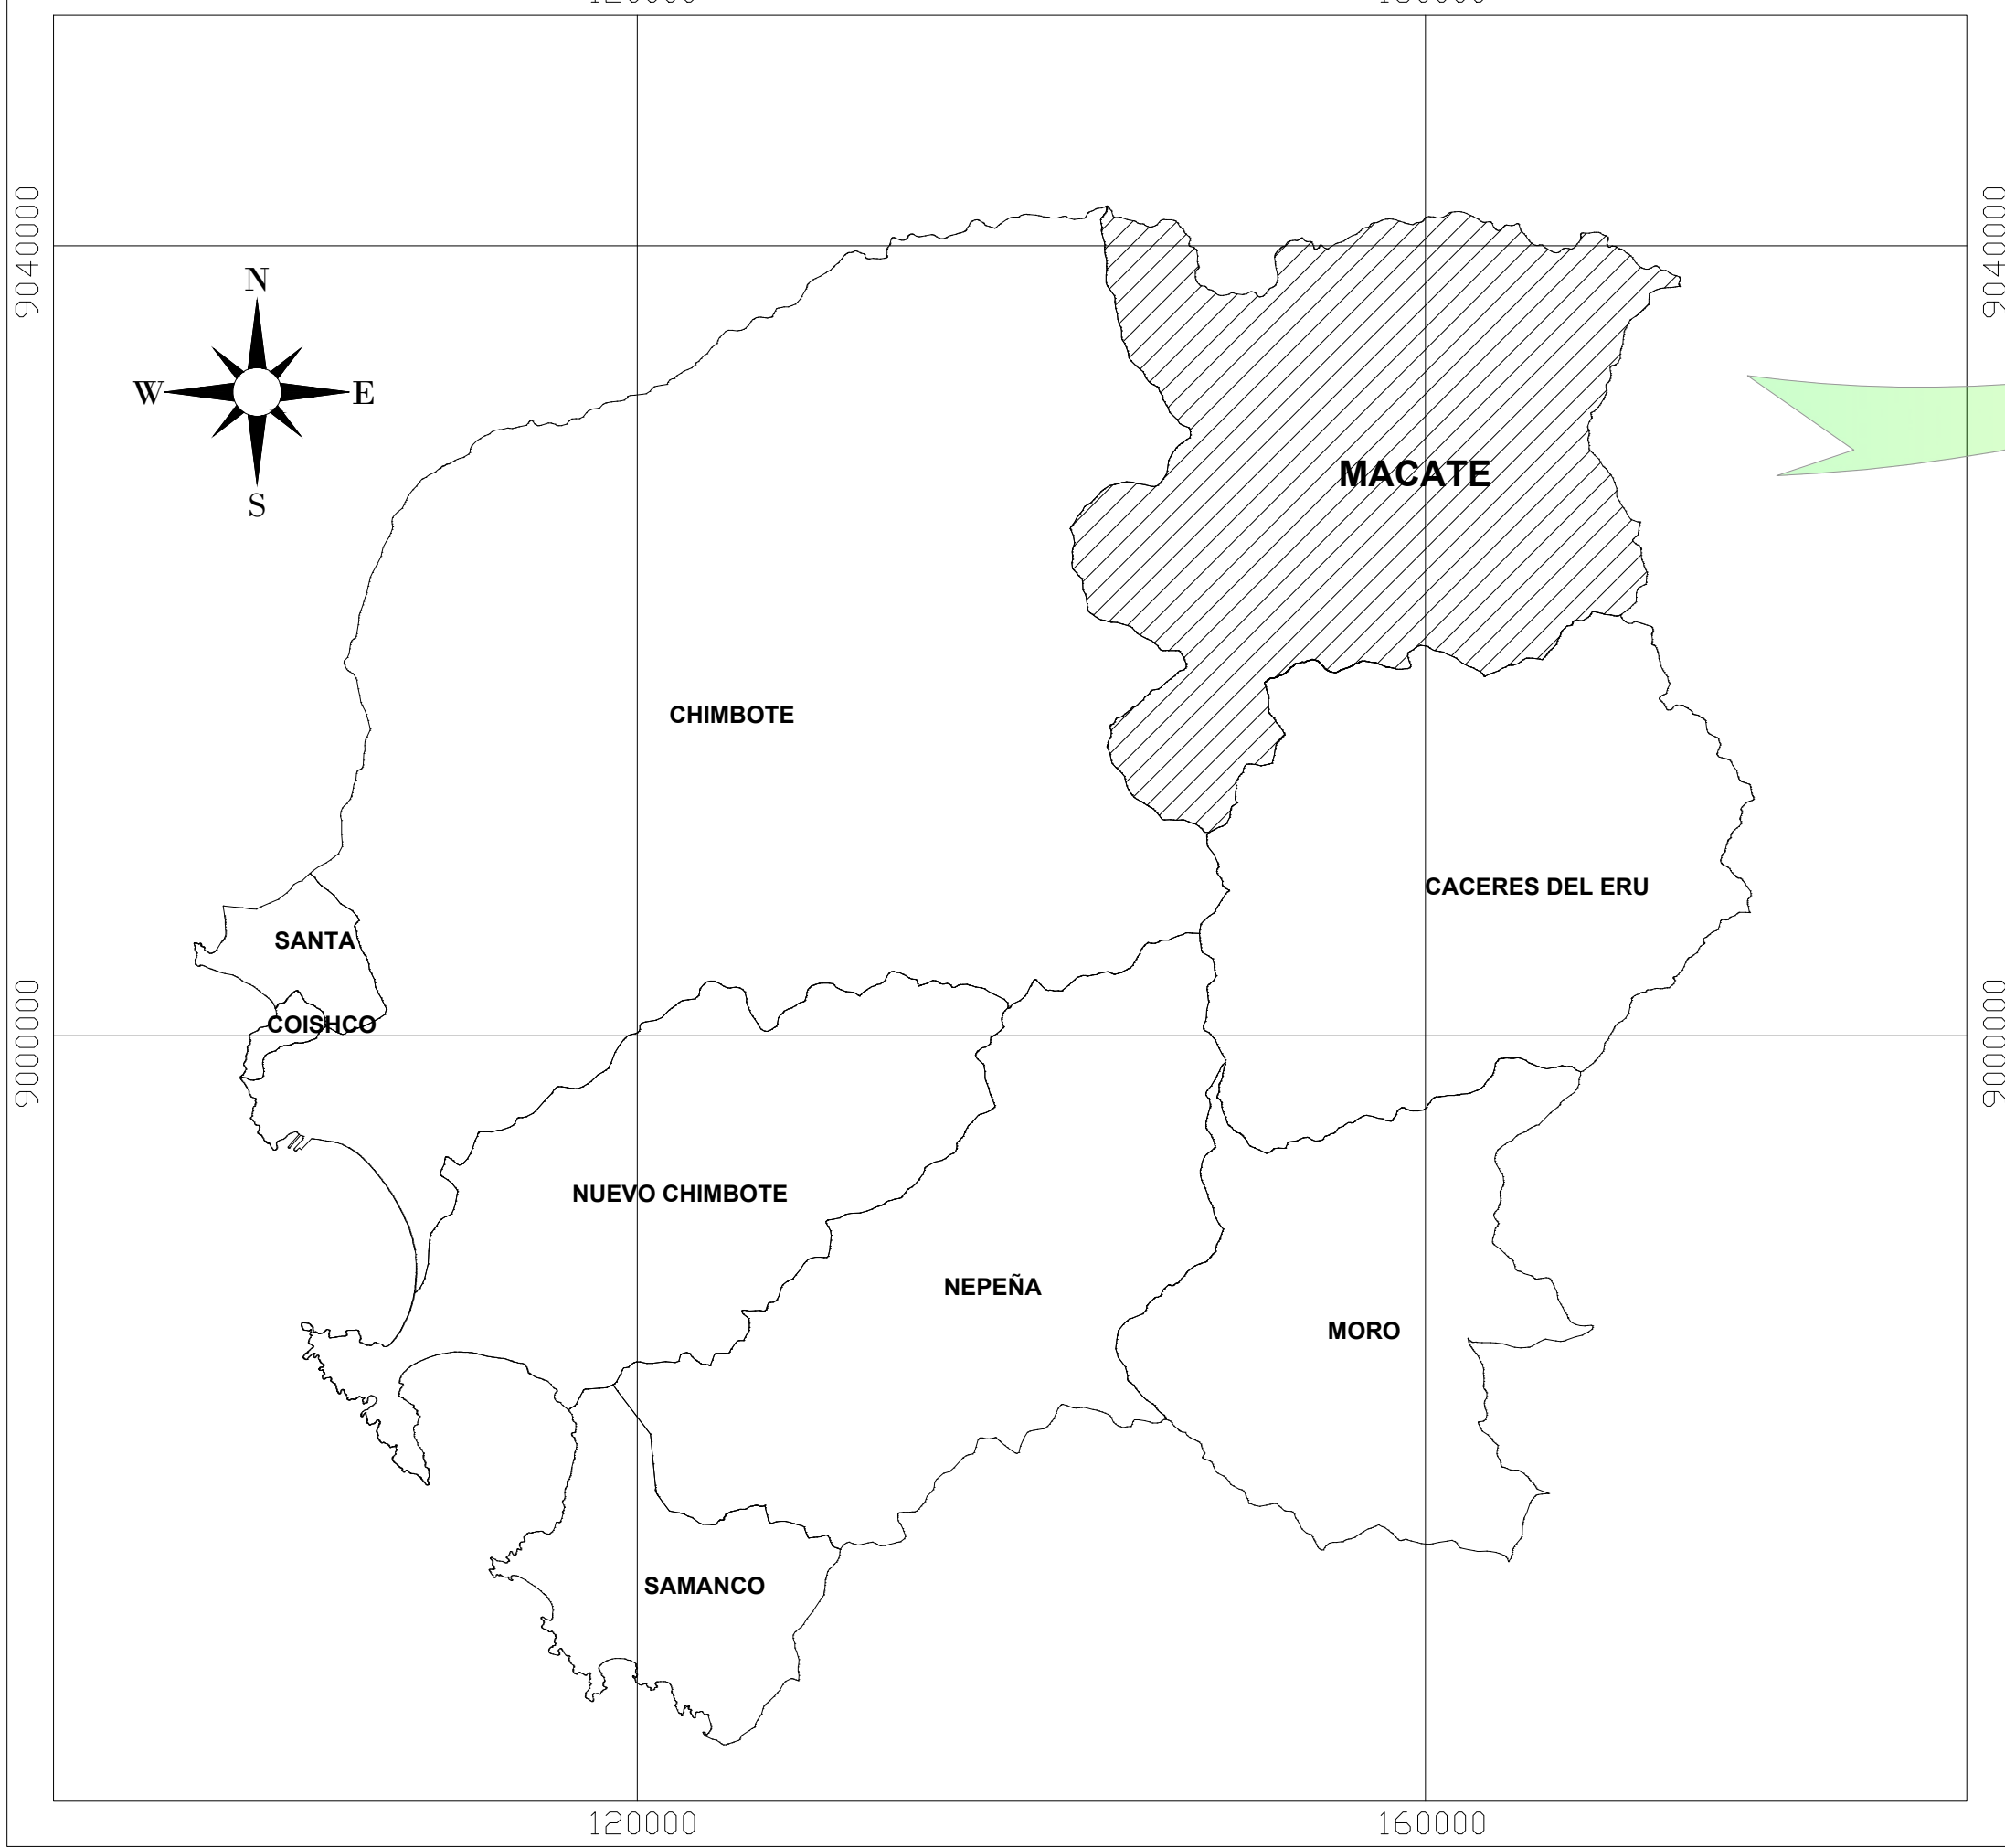 9040000
9040000
N
W
E
S
MACATE
CHIMBOTE
CACERES DEL ERU
SANTA
COISHCO
9000000
9000000
NUEVO CHIMBOTE
NEPEÑA
MORO
SAMANCO
120000
160000